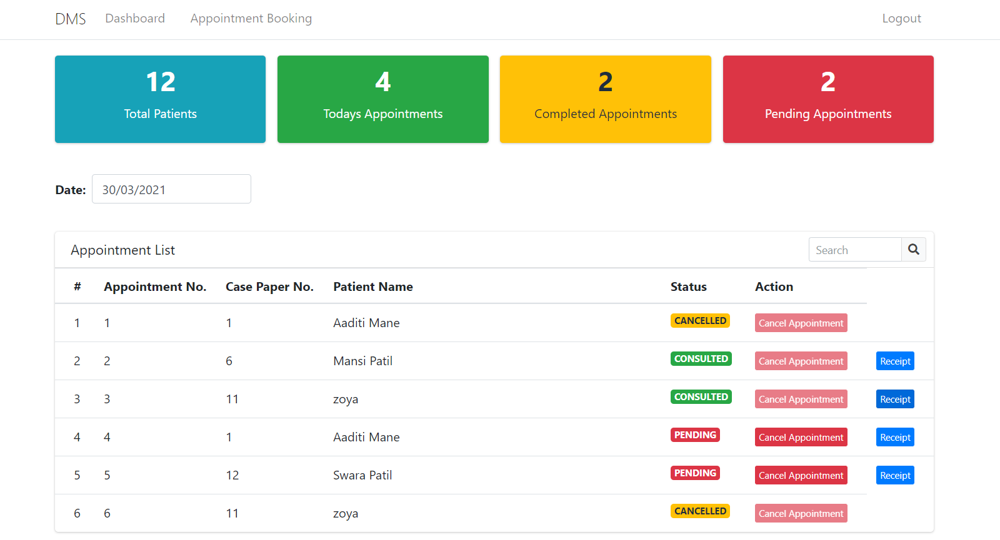 DMS Dashboard Appointment Booking Logout
12 4 2 2
Total Patients Todays Appointments Completed Appointments Pending Appointments
Date: 30/03/2021
Appointment List Search
# Appointment No. Case Paper No. Patient Name Status Action
1 1 1 Aaditi Mane CANCELLED Cancel Appointment
2 2 6 Mansi Patil CONSULTED Cancel Appointment Receipt
3 3 11 zoya CONSULTED Cancel Appointment Receipt
4 4 1 Aaditi Mane PENDING Cancel Appointment Receipt
5 5 12 Swara Patil PENDING Cancel Appointment Receipt
6 6 11 zoya CANCELLED Cancel Appointment